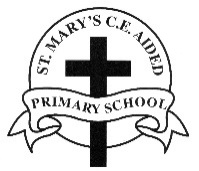 ST. MARY'S C.E. AIDED
PRIMARY SCHOOL